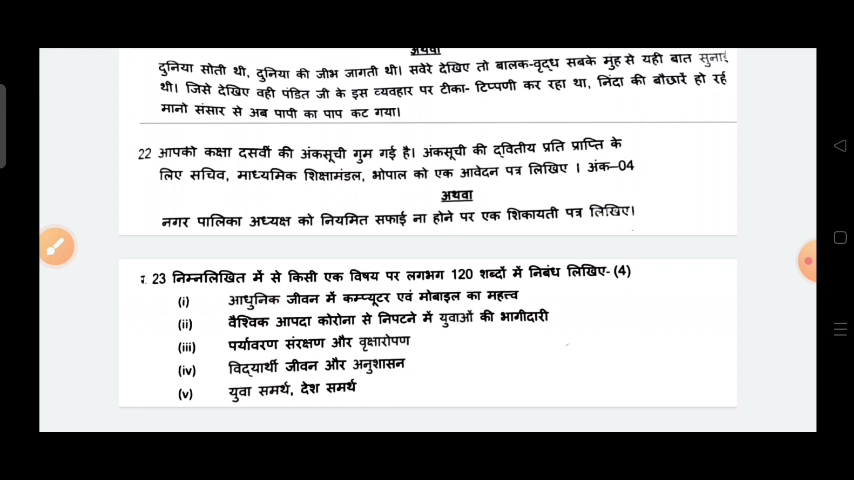 अथवा
दुनिया सोती थी, दुनिया की जीभ जागती थी। सवेरे देखिए तो बालक-वृद्ध सबके मुंह से यही बात सुनाई
थी। जिसे देखिए वही पंडित जी के इस व्यवहार पर टीका- टिप्पणी कर रहा था, निंदा की बौछारें हो रहीं
मानो संसार से अब पापी का पाप कट गया।
22 आपकी कक्षा दसवीं की अंकसूची गुम गई है। अंकसूची की द्वितीय प्रति प्राप्ति के
लिए सचिव, माध्यमिक शिक्षामंडल, भोपाल को एक आवेदन पत्र लिखिए । अंक–04
अथवा
नगर पालिका अध्यक्ष को नियमित सफाई ना होने पर एक शिकायती पत्र लिखिए।
23 निम्नलिखित में से किसी एक विषय पर लगभग 120 शब्दों में निबंध लिखिए- (4)
(i) आधुनिक जीवन में कम्प्यूटर एवं मोबाइल का महत्व
(ii) वैश्विक आपदा कोरोना से निपटने में युवाओं की भागीदारी
(iii) पर्यावरण संरक्षण और वृक्षारोपण
(iv) विद्यार्थी जीवन और अनुशासन
(v) युवा समर्थ, देश समर्थ